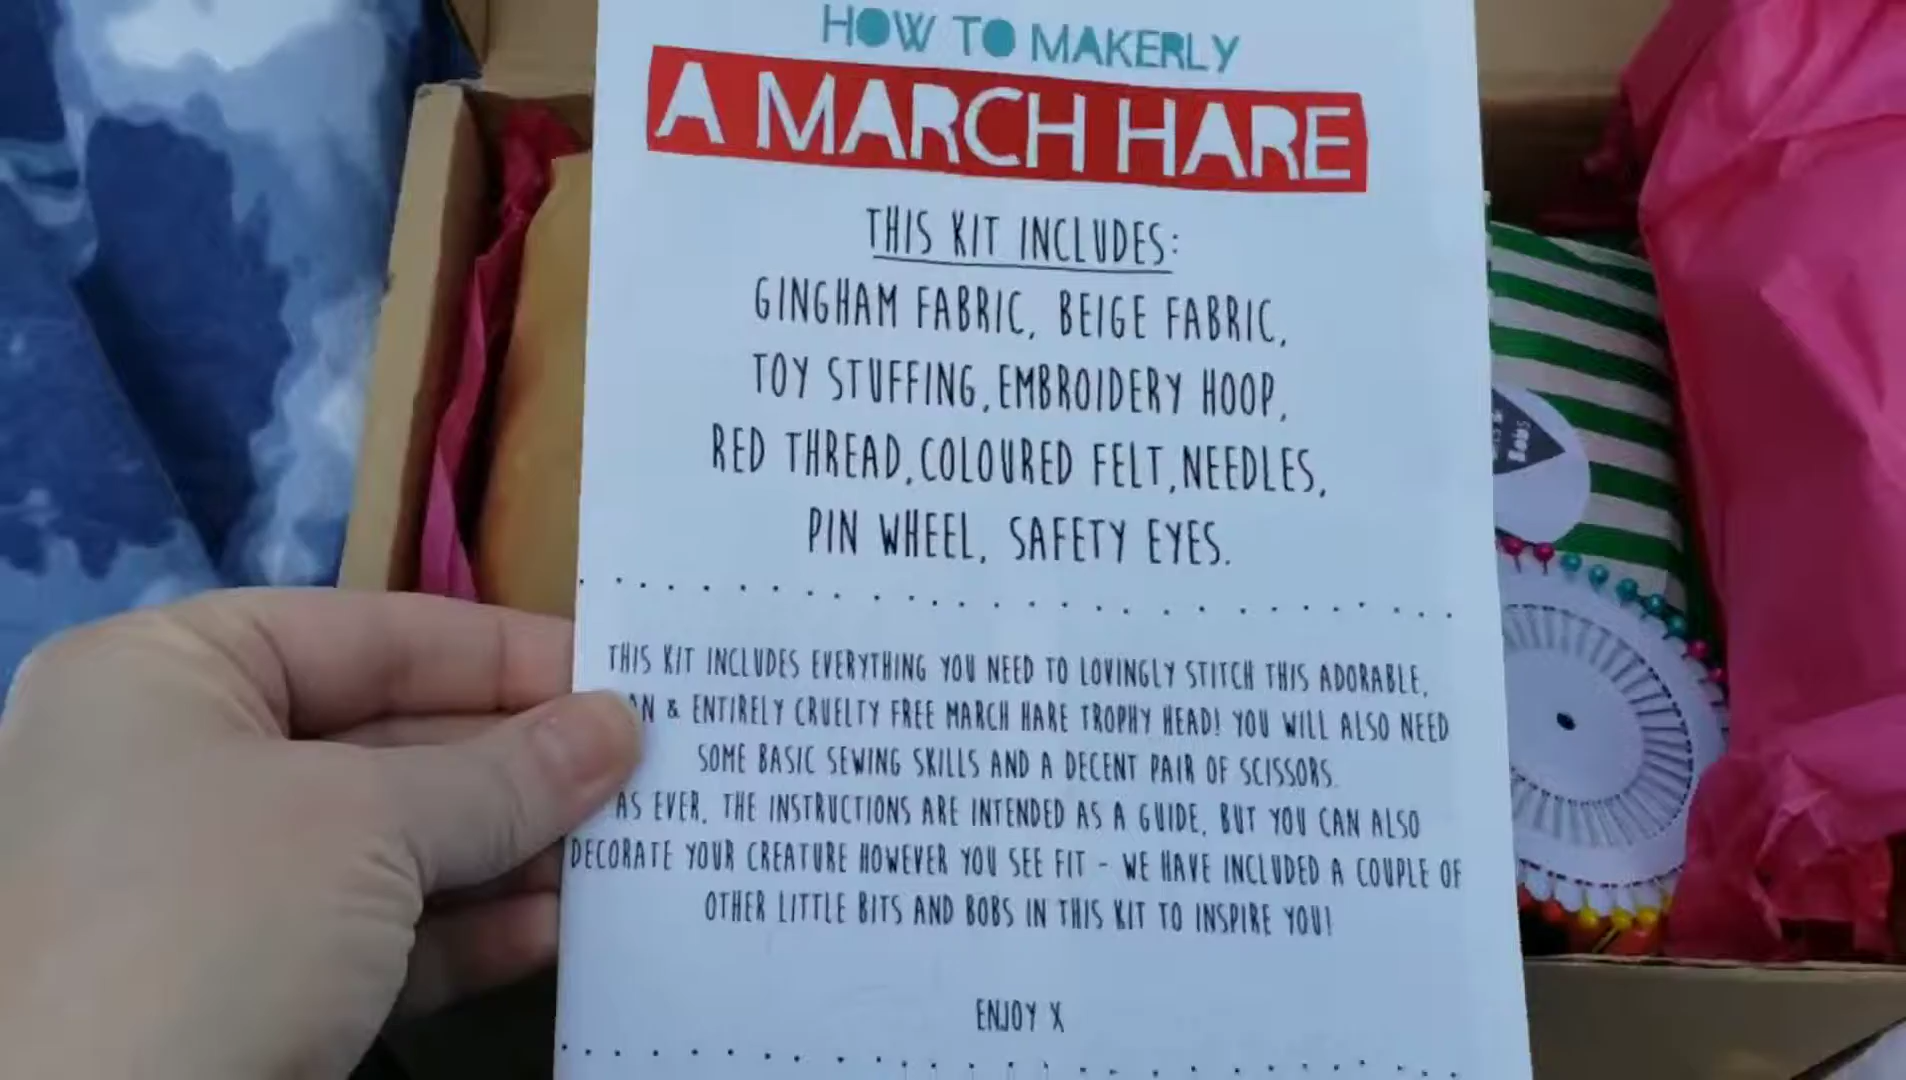 HOW TO MAKERLY
A MARCH HARE
THIS KIT INCLUDES:
GINGHAM FABRIC, BEIGE FABRIC,
TOY STUFFING, EMBROIDERY HOOP,
RED THREAD, COLOURED FELT, NEEDLES,
PIN WHEEL, SAFETY EYES.
THIS KIT INCLUDES EVERYTHING YOU NEED TO LOVINGLY STITCH THIS ADORABLE,
& ENTIRELY CRUELTY FREE MARCH HARE TROPHY HEAD! YOU WILL ALSO NEED
SOME BASIC SEWING SKILLS AND A DECENT PAIR OF SCISSORS.
AS EVER, THE INSTRUCTIONS ARE INTENDED AS A GUIDE, BUT YOU CAN ALSO
DECORATE YOUR CREATURE HOWEVER YOU SEE FIT - WE HAVE INCLUDED A COUPLE OF
OTHER LITTLE BITS AND BOBS IN THIS KIT TO INSPIRE YOU!
ENJOY X
BOBS